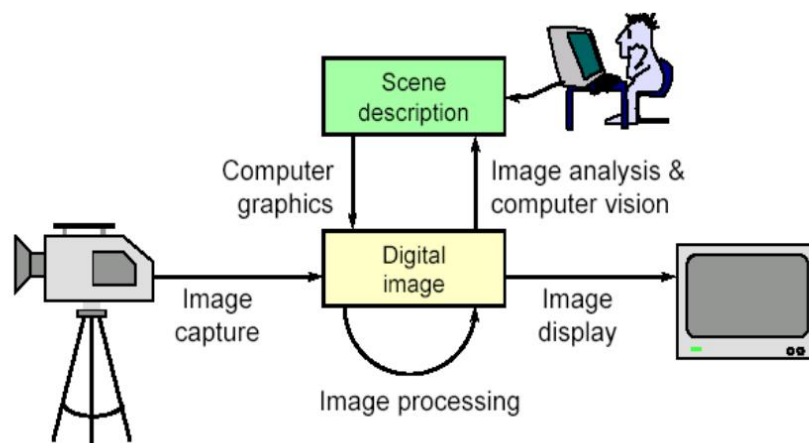 Scene
description
Computer
graphics
Image analysis &
computer vision
Digital
image
Image
capture
Image
display
Image processing